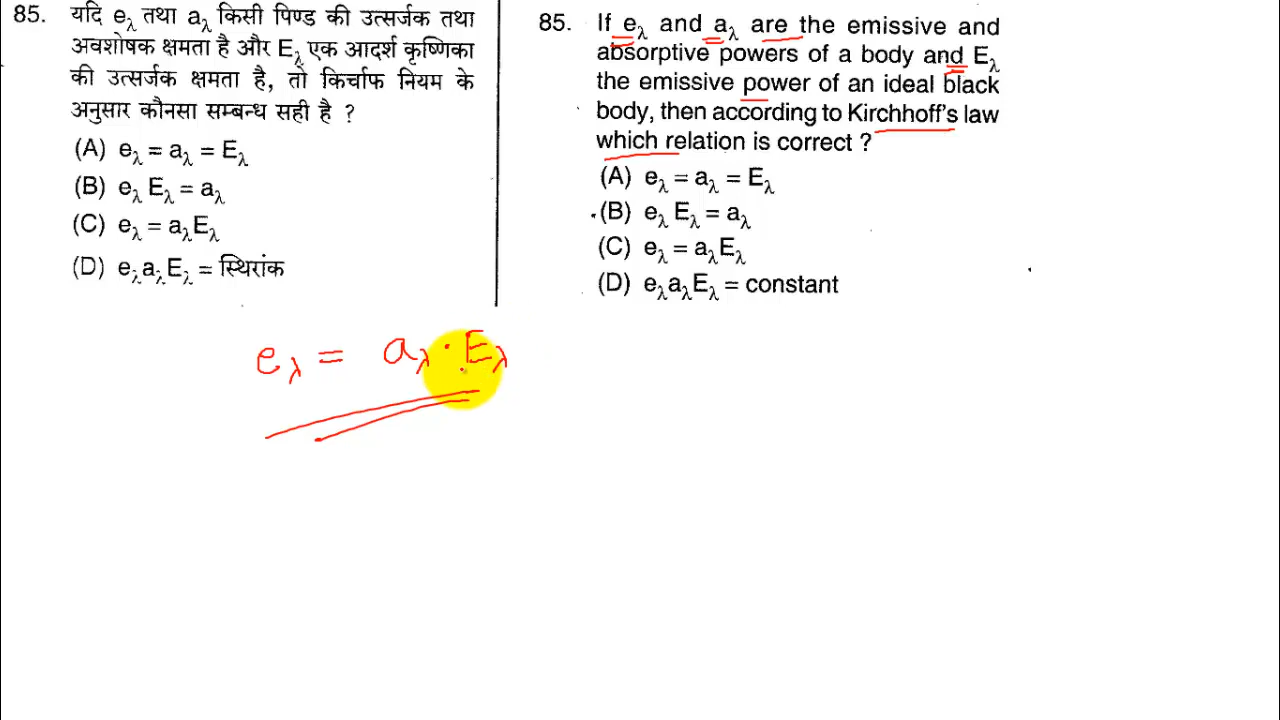 85. यदि eλ तथा aλ किसी पिण्ड की उत्सर्जक तथा
अवशोषक क्षमता है और Eλ एक आदर्श कृष्णिका
की उत्सर्जक क्षमता है, तो किर्चाफ नियम के
अनुसार कौनसा सम्बन्ध सही है ?
(A) eλ = aλ = Eλ
(B) eλ Eλ = aλ
(C) eλ = aλEλ
(D) eλaλEλ = स्थिरांक
85. If eλ and aλ are the emissive and
absorptive powers of a body and Eλ
the emissive power of an ideal black
body, then according to Kirchhoff's law
which relation is correct ?
(A) eλ = aλ = Eλ
(B) eλ Eλ = aλ
(C) eλ = aλEλ
(D) eλaλEλ = constant
eλ = aλ · Eλ